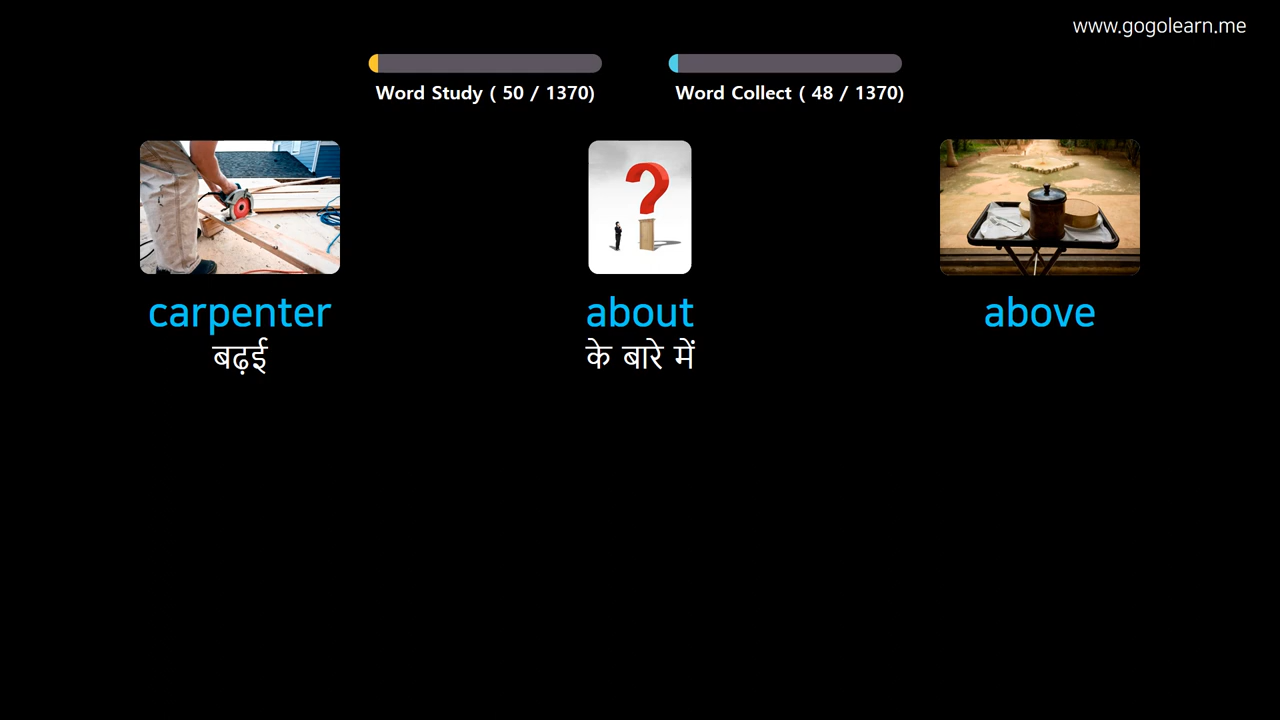 www.gogolearn.me
Word Study ( 50 / 1370)
Word Collect ( 48 / 1370)
carpenter
about
above
बढ़ई
के बारे में